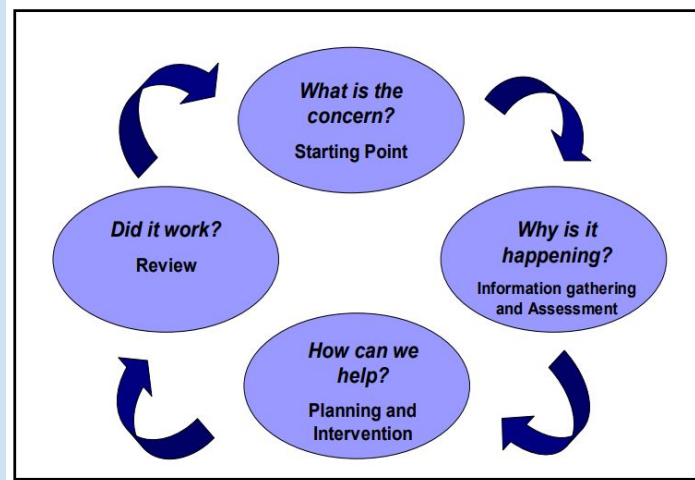 What is the
concern?
Starting Point
Why is it
happening?
Information gathering
and Assessment
How can we
help?
Planning and
Intervention
Did it work?
Review